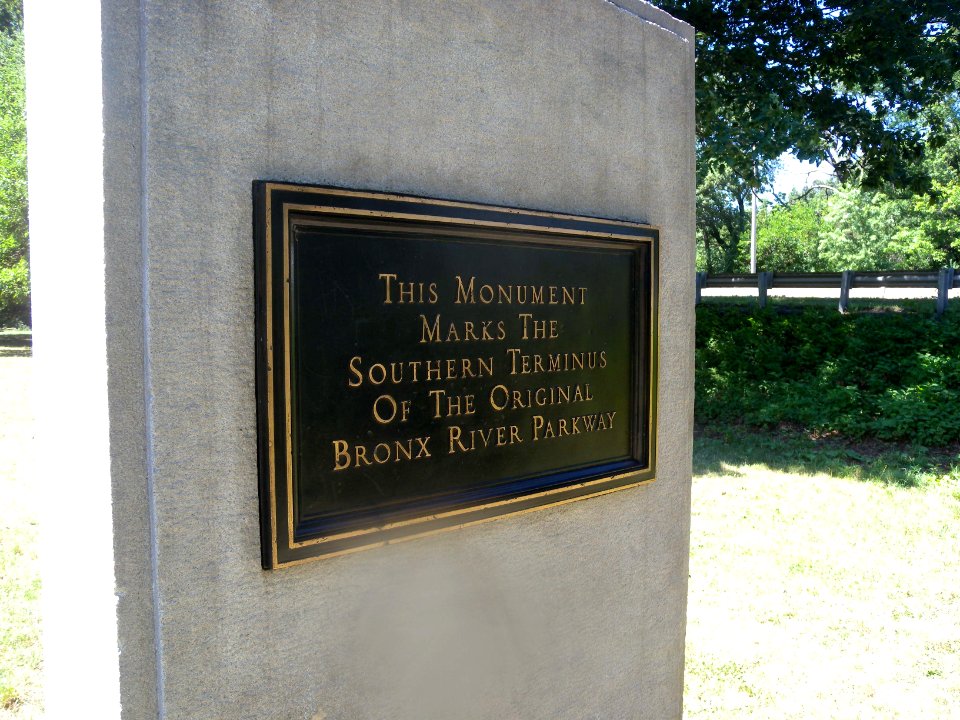 This Monument
Marks The
Southern Terminus
Of The Original
Bronx River Parkway